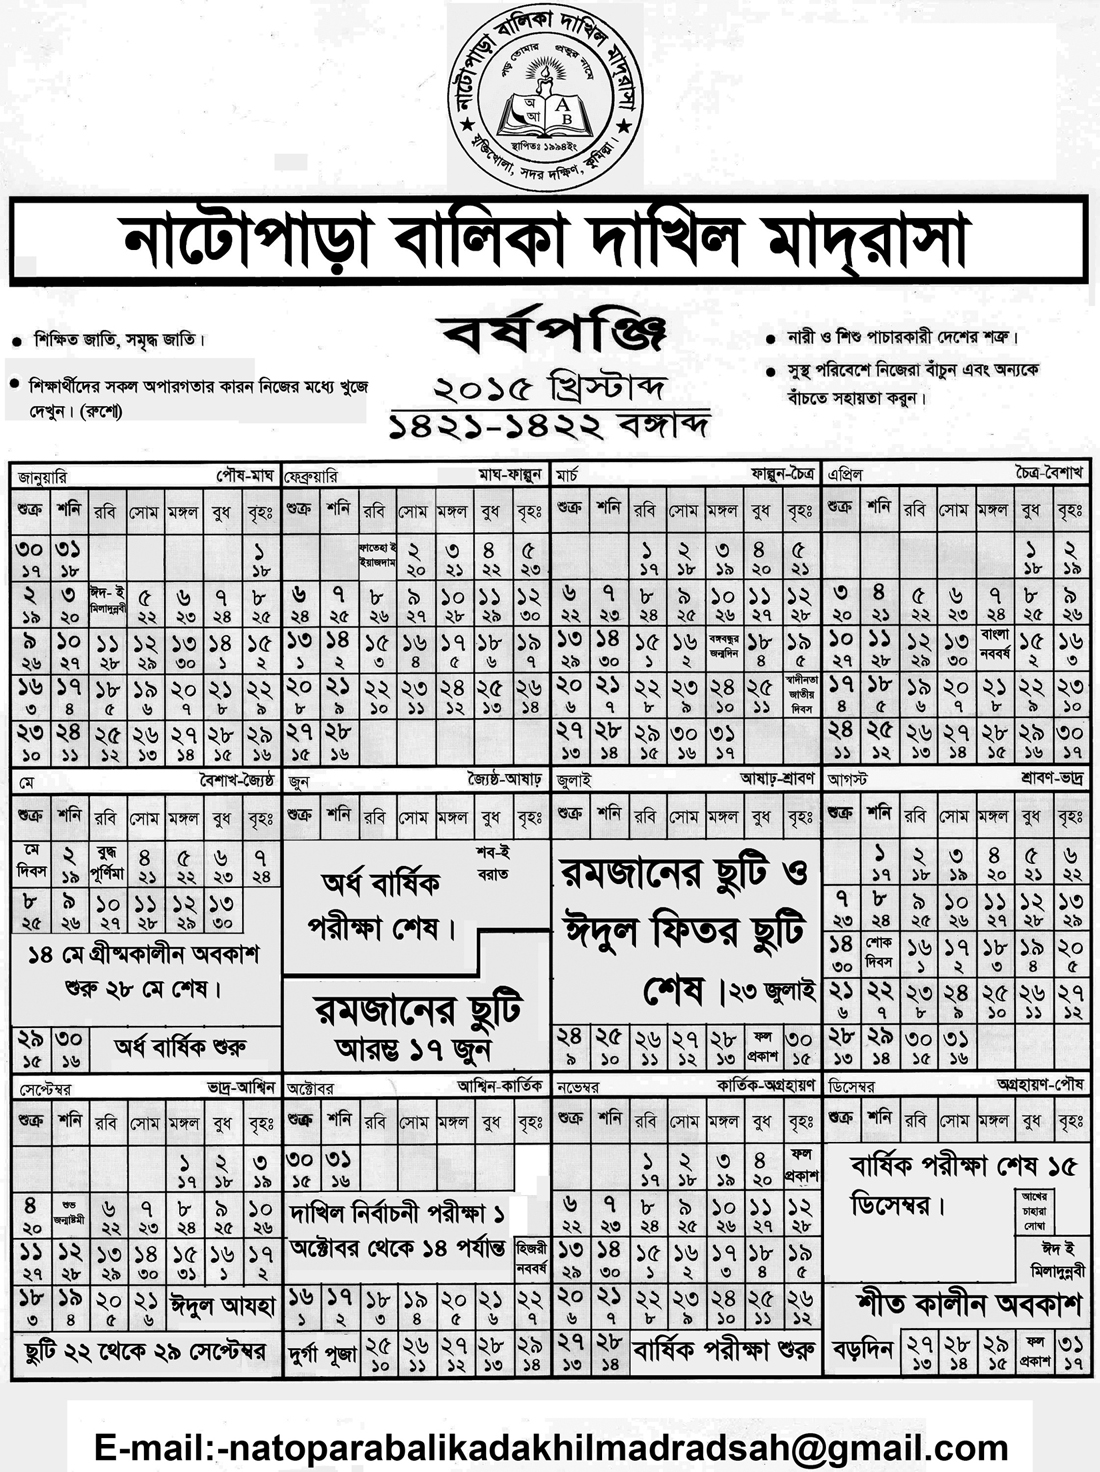 নাটোপাড়া বালিকা দাখিল মাদ্‌রাসা
পড় তোমার প্রভুর নামে
অ A
আ B
স্থাপিতঃ ১৯৯৪ইং
★ যুক্তিখোলা, সদর দক্ষিণ, কুমিল্লা। ★
নাটোপাড়া বালিকা দাখিল মাদ্‌রাসা
বর্ষপঞ্জি
২০১৫ খ্রিস্টাব্দ
১৪২১-১৪২২ বঙ্গাব্দ
● শিক্ষিত জাতি, সমৃদ্ধ জাতি।
● শিক্ষার্থীদের সকল অপারগতার কারন নিজের মধ্যে খুজে
দেখুন। (রুশো)
● নারী ও শিশু পাচারকারী দেশের শত্রু।
● সুস্থ পরিবেশে নিজেরা বাঁচুন এবং অন্যকে
বাঁচতে সহায়তা করুন।
জানুয়ারি পৌষ-মাঘ
শুক্র শনি রবি সোম মঙ্গল বুধ বৃহঃ
৩০ ৩১ ১
১৭ ১৮ ১৮
২ ৩ ঈদ- ই মিলাদুন্নবী ৫ ৬ ৭ ৮
১৯ ২০ ২২ ২৩ ২৪ ২৫
৯ ১০ ১১ ১২ ১৩ ১৪ ১৫
২৬ ২৭ ২৮ ২৯ ৩০ ১ ২
১৬ ১৭ ১৮ ১৯ ২০ ২১ ২২
৩ ৪ ৫ ৬ ৭ ৮ ৯
২৩ ২৪ ২৫ ২৬ ২৭ ২৮ ২৯
১০ ১১ ১২ ১৩ ১৪ ১৫ ১৬
ফেব্রুয়ারি মাঘ-ফাল্গুন
শুক্র শনি রবি সোম মঙ্গল বুধ বৃহঃ
ফাতেহা ই ইয়াজদাম ২ ৩ ৪ ৫
২০ ২১ ২২ ২৩
৬ ৭ ৮ ৯ ১০ ১১ ১২
২৪ ২৫ ২৬ ২৭ ২৮ ২৯ ৩০
১৩ ১৪ ১৫ ১৬ ১৭ ১৮ ১৯
১ ২ ৩ ৪ ৫ ৬ ৭
২০ ২১ ২২ ২৩ ২৪ ২৫ ২৬
৮ ৯ ১০ ১১ ১২ ১৩ ১৪
২৭ ২৮
১৫ ১৬
মার্চ ফাল্গুন-চৈত্র
শুক্র শনি রবি সোম মঙ্গল বুধ বৃহঃ
১ ২ ৩ ৪ ৫
১৭ ১৮ ১৯ ২০ ২১
৬ ৭ ৮ ৯ ১০ ১১ ১২
২২ ২৩ ২৪ ২৫ ২৬ ২৭ ২৮
১৩ ১৪ ১৫ ১৬ বঙ্গবন্ধুর জন্মদিন ১৮ ১৯
২৯ ৩০ ১ ২ ৪ ৫
২০ ২১ ২২ ২৩ ২৪ ২৫ স্বাদীনতা জাতীয় দিবস
৬ ৭ ৮ ৯ ১০ ১১
২৭ ২৮ ২৯ ৩০ ৩১
১৩ ১৪ ১৫ ১৬ ১৭
এপ্রিল চৈত্র-বৈশাখ
শুক্র শনি রবি সোম মঙ্গল বুধ বৃহঃ
১ ২
১৮ ১৯
৩ ৪ ৫ ৬ ৭ ৮ ৯
২০ ২১ ২২ ২৩ ২৪ ২৫ ২৬
১০ ১১ ১২ ১৩ বাংলা নববর্ষ ১৫ ১৬
২৭ ২৮ ২৯ ৩০ ২ ৩
১৭ ১৮ ১৯ ২০ ২১ ২২ ২৩
৪ ৫ ৬ ৭ ৮ ৯ ১০
২৪ ২৫ ২৬ ২৭ ২৮ ২৯ ৩০
১১ ১২ ১৩ ১৪ ১৫ ১৬ ১৭
মে বৈশাখ-জ্যৈষ্ঠ
শুক্র শনি রবি সোম মঙ্গল বুধ বৃহঃ
মে দিবস ২ বুদ্ধ পূর্ণিমা ৪ ৫ ৬ ৭
১৯ ২১ ২২ ২৩ ২৪
৮ ৯ ১০ ১১ ১২ ১৩
২৫ ২৬ ২৭ ২৮ ২৯ ৩০
১৪ মে গ্রীষ্মকালীন অবকাশ
শুরু ২৮ মে শেষ।
২৯ ৩০ অর্ধ বার্ষিক শুরু
১৫ ১৬
জুন জ্যৈষ্ঠ-আষাঢ়
শুক্র শনি রবি সোম মঙ্গল বুধ বৃহঃ
শব-ই
বরাত
অর্ধ বার্ষিক
পরীক্ষা শেষ।
রমজানের ছুটি
আরম্ভ ১৭ জুন
জুলাই আষাঢ়-শ্রাবণ
শুক্র শনি রবি সোম মঙ্গল বুধ বৃহঃ
রমজানের ছুটি ও
ঈদুল ফিতর ছুটি
শেষ। ২৩ জুলাই
২৪ ২৫ ২৬ ২৭ ২৮ ফল প্রকাশ ৩০
৯ ১০ ১১ ১২ ১৩ ১৫
আগস্ট শ্রাবণ-ভাদ্র
শুক্র শনি রবি সোম মঙ্গল বুধ বৃহঃ
১ ২ ৩ ৪ ৫ ৬
১৭ ১৮ ১৯ ২০ ২১ ২২
৭ ৮ ৯ ১০ ১১ ১২ ১৩
২৩ ২৪ ২৫ ২৬ ২৭ ২৮ ২৯
১৪ শোক দিবস ১৬ ১৭ ১৮ ১৯ ২০
৩০ ১ ২ ৩ ৪ ৫
২১ ২২ ২৩ ২৪ ২৫ ২৬ ২৭
৬ ৭ ৮ ৯ ১০ ১১ ১২
২৮ ২৯ ৩০ ৩১
১৩ ১৪ ১৫ ১৬
সেপ্টেম্বর ভাদ্র-আশ্বিন
শুক্র শনি রবি সোম মঙ্গল বুধ বৃহঃ
১ ২ ৩
১৭ ১৮ ১৯
৪ শুভ জন্মাষ্টমী ৬ ৭ ৮ ৯ ১০
২০ ২২ ২৩ ২৪ ২৫ ২৬
১১ ১২ ১৩ ১৪ ১৫ ১৬ ১৭
২৭ ২৮ ২৯ ৩০ ৩১ ১ ২
১৮ ১৯ ২০ ২১ ঈদুল আযহা
৩ ৪ ৫ ৬
ছুটি ২২ থেকে ২৯ সেপ্টেম্বর
অক্টোবর আশ্বিন-কার্তিক
শুক্র শনি রবি সোম মঙ্গল বুধ বৃহঃ
৩০ ৩১
১৫ ১৬
দাখিল নির্বাচনী পরীক্ষা ১
অক্টোবর থেকে ১৪ পর্যন্ত হিজরী নববর্ষ
১৬ ১৭ ১৮ ১৯ ২০ ২১ ২২
১ ২ ৩ ৪ ৫ ৬ ৭
দুর্গা পূজা ২৫ ২৬ ২৭ ২৮ ২৯
১০ ১১ ১২ ১৩ ১৪
নভেম্বর কার্তিক-অগ্রহায়ণ
শুক্র শনি রবি সোম মঙ্গল বুধ বৃহঃ
১ ২ ৩ ৪ ফল প্রকাশ
১৭ ১৮ ১৯ ২০
৬ ৭ ৮ ৯ ১০ ১১ ১২
২২ ২৩ ২৪ ২৫ ২৬ ২৭ ২৮
১৩ ১৪ ১৫ ১৬ ১৭ ১৮ ১৯
২৯ ৩০ ১ ২ ৩ ৪ ৫
২০ ২১ ২২ ২৩ ২৪ ২৫ ২৬
৬ ৭ ৮ ৯ ১০ ১১ ১২
২৭ ২৮ বার্ষিক পরীক্ষা শুরু
১৩ ১৪
ডিসেম্বর অগ্রহায়ণ-পৌষ
শুক্র শনি রবি সোম মঙ্গল বুধ বৃহঃ
বার্ষিক পরীক্ষা শেষ ১৫
ডিসেম্বর।
আখের
চাহারা
সোম্বা
ঈদ ই
মিলাদুন্নবী
শীত কালীন অবকাশ
বড়দিন ২৭ ২৮ ২৯ ফল প্রকাশ ৩১
১৩ ১৪ ১৫ ১৭
E-mail:-natoparabalikadakhilmadradsah@gmail.com